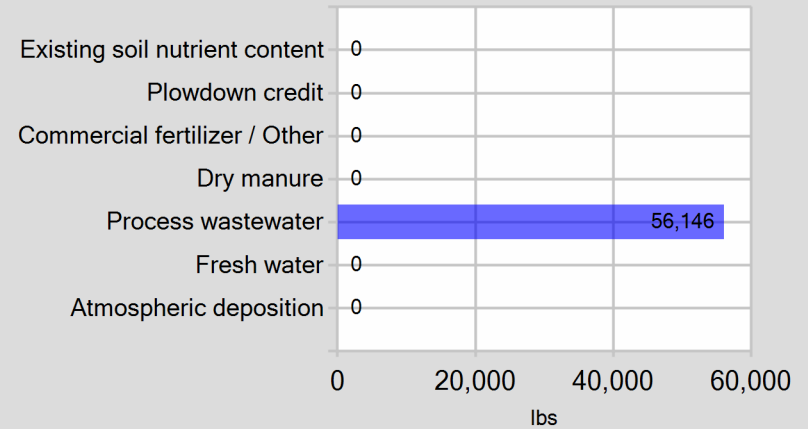 Existing soil nutrient content 0
Plowdown credit 0
Commercial fertilizer / Other 0
Dry manure 0
Process wastewater 56,146
Fresh water 0
Atmospheric deposition 0
0 20,000 40,000 60,000
lbs